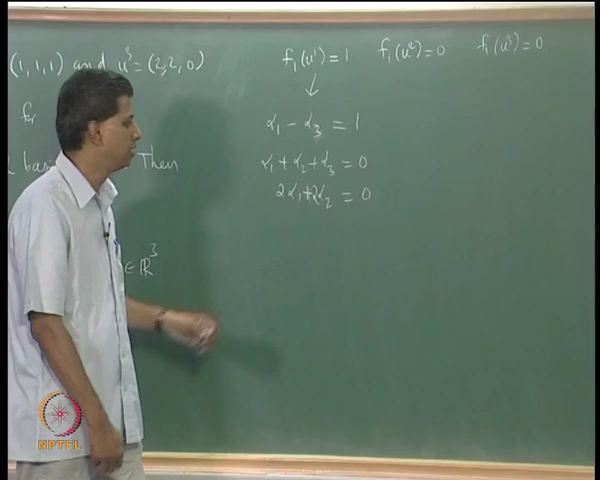 (1,1,1) and u³=(2,2,0)
for
Then
∈ ℝ³
f₁(u¹)=1 f₁(u²)=0 f₁(u³)=0
↓
α₁ - α₃ = 1
α₁ + α₂ + α₃ = 0
2α₁ + 2α₂ = 0
NPTEL